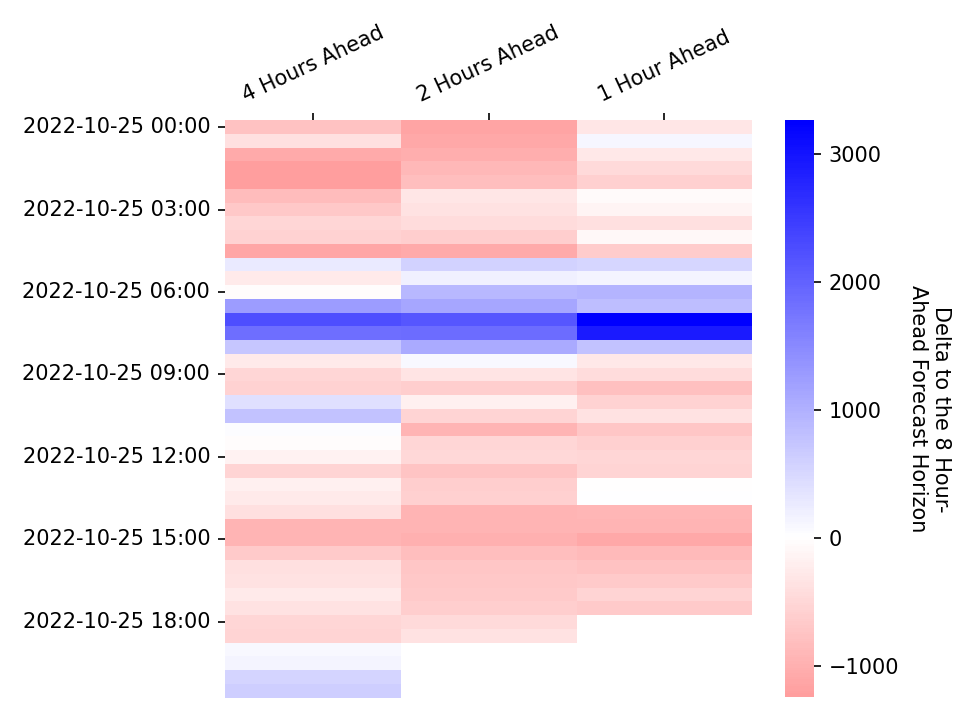 4 Hours Ahead
2 Hours Ahead
1 Hour Ahead
2022-10-25 00:00
2022-10-25 03:00
2022-10-25 06:00
2022-10-25 09:00
2022-10-25 12:00
2022-10-25 15:00
2022-10-25 18:00
3000
2000
1000
0
−1000
Delta to the 8 Hour-
Ahead Forecast Horizon